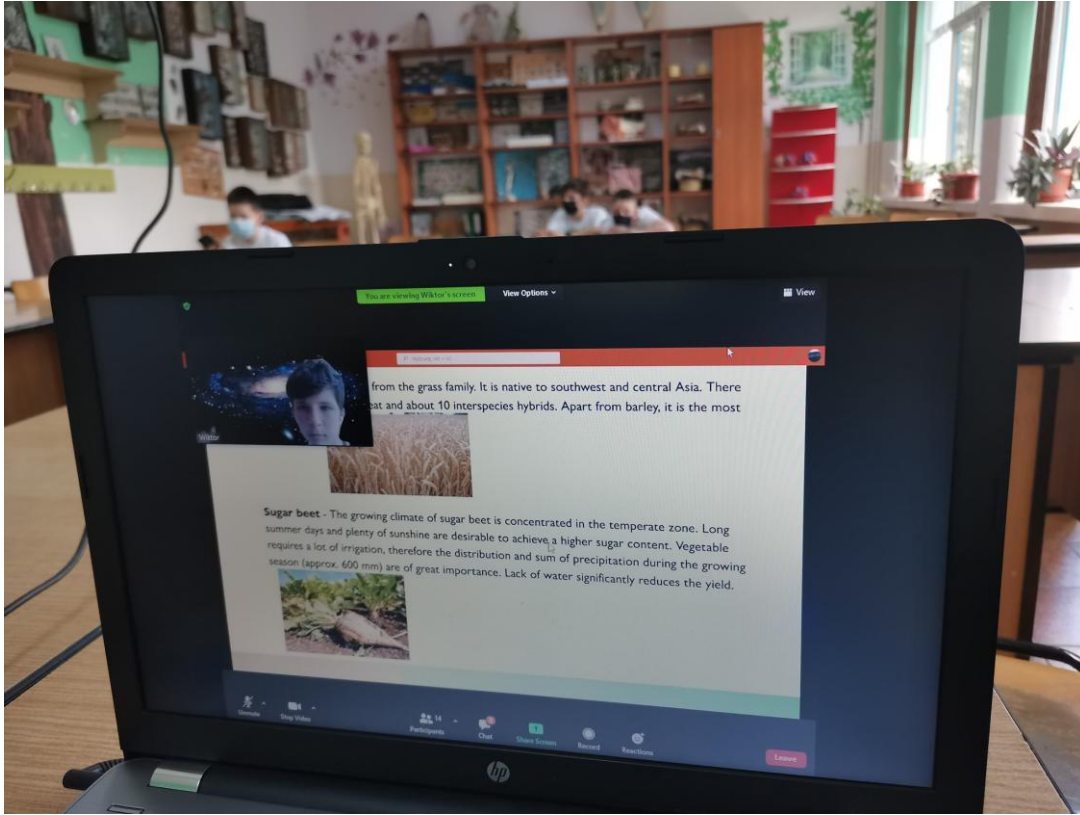 You are viewing Wiktor's screen
View Options
View
from the grass family. It is native to southwest and central Asia. There
eat and about 10 interspecies hybrids. Apart from barley, it is the most
Wiktor
Sugar beet - The growing climate of sugar beet is concentrated in the temperate zone. Long
summer days and plenty of sunshine are desirable to achieve a higher sugar content. Vegetable
requires a lot of irrigation, therefore the distribution and sum of precipitation during the growing
season (approx. 600 mm) are of great importance. Lack of water significantly reduces the yield.
Unmute
Stop Video
14
Participants
Chat
Share Screen
Record
Reactions
Leave
hp